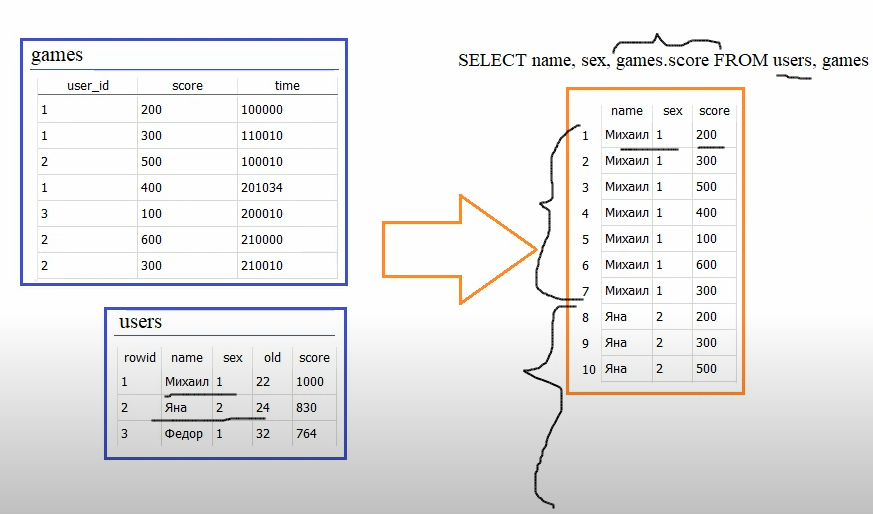 games
user_id score time
1 200 100000
1 300 110010
2 500 100010
1 400 201034
3 100 200010
2 600 210000
2 300 210010
users
rowid name sex old score
1 Михаил 1 22 1000
2 Яна 2 24 830
3 Федор 1 32 764
SELECT name, sex, games.score FROM users, games
name sex score
1 Михаил 1 200
2 Михаил 1 300
3 Михаил 1 500
4 Михаил 1 400
5 Михаил 1 100
6 Михаил 1 600
7 Михаил 1 300
8 Яна 2 200
9 Яна 2 300
10 Яна 2 500